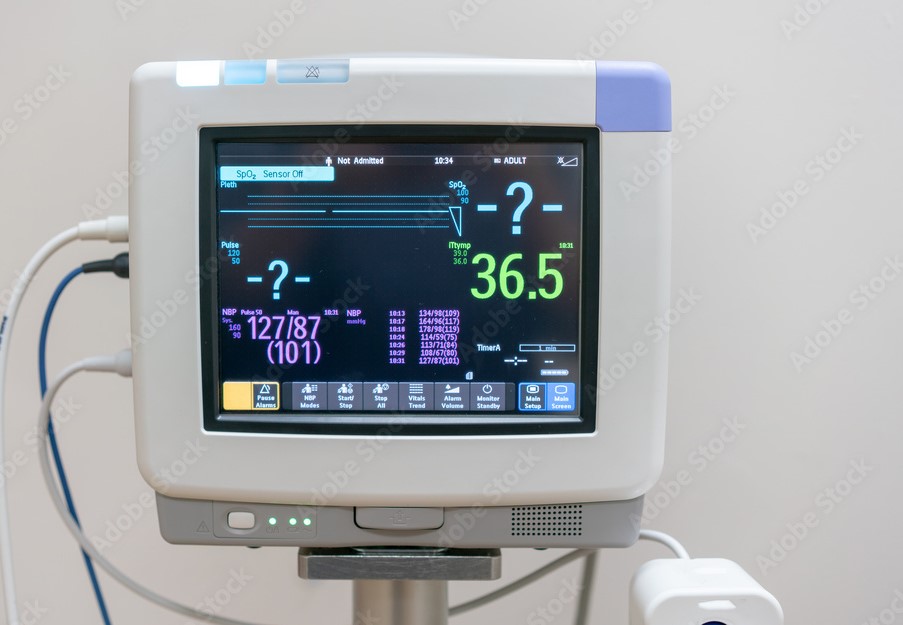 Not Admitted 10:34 ADULT
SpO₂ Sensor Off
Pleth
SpO₂
100
90
-?-
Pulse
120
50
-?-
iTtymp 10:31
39.0
36.0
36.5
NBP Pulse 50 Man 10:31
Sys.
160
90
127/87
(101)
NBP
mmHg
10:13 134/98(109)
10:17 164/96(117)
10:18 178/98(119)
10:24 114/59(75)
10:26 113/71(84)
10:29 108/67(80)
10:31 127/87(101)
TimerA 1 min
--
Pause Alarms
NBP Modes
Start/ Stop
Stop All
Vitals Trend
Alarm Volume
Monitor Standby
Main Setup
Main Screen
Adobe Stock